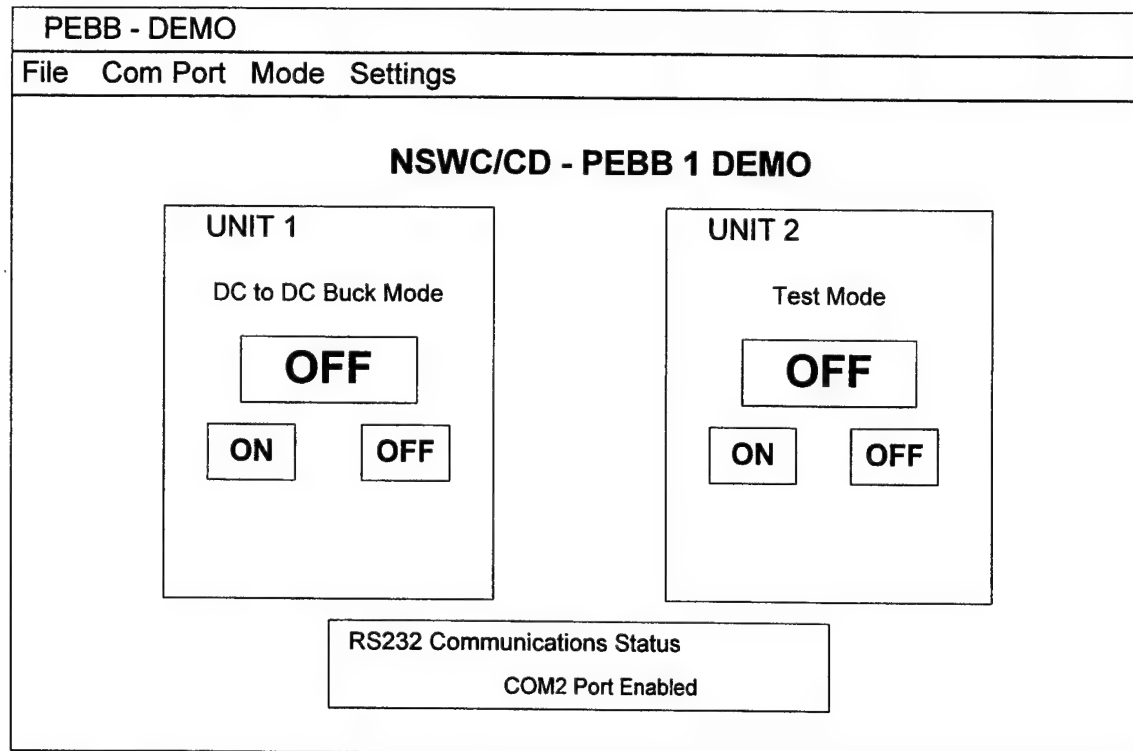 PEBB - DEMO
File Com Port Mode Settings
NSWC/CD - PEBB 1 DEMO
UNIT 1
DC to DC Buck Mode
OFF
ON OFF
UNIT 2
Test Mode
OFF
ON OFF
RS232 Communications Status
COM2 Port Enabled